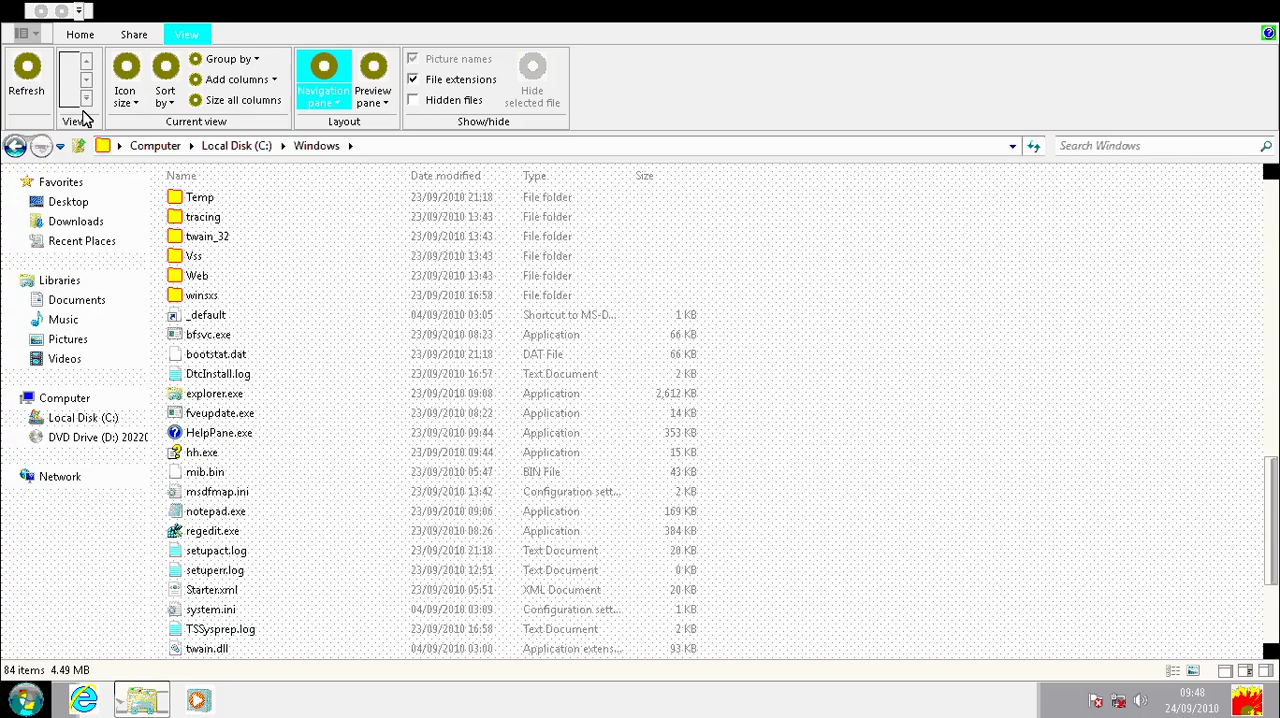 Home Share View
Refresh
View
Icon size
Sort by
Group by
Add columns
Size all columns
Current view
Navigation pane
Preview pane
Layout
Picture names
File extensions
Hidden files
Hide selected file
Show/hide
Computer Local Disk (C:) Windows
Search Windows
Favorites
Desktop
Downloads
Recent Places
Libraries
Documents
Music
Pictures
Videos
Computer
Local Disk (C:)
DVD Drive (D:) 2022(
Network
Name Date modified Type Size
Temp 23/09/2010 21:18 File folder
tracing 23/09/2010 13:43 File folder
twain_32 23/09/2010 13:43 File folder
Vss 23/09/2010 13:43 File folder
Web 23/09/2010 11:43 File folder
winsxs 23/09/2010 16:58 File folder
_default 04/09/2010 03:05 Shortcut to MS-D... 1 KB
bfsvc.exe 23/09/2010 08:23 Application 66 KB
bootstat.dat 23/09/2010 21:18 DAT File 66 KB
DtcInstall.log 23/09/2010 16:57 Text Document 2 KB
explorer.exe 23/09/2010 09:08 Application 2,612 KB
fveupdate.exe 23/09/2010 08:12 Application 14 KB
HelpPane.exe 23/09/2010 09:44 Application 353 KB
hh.exe 23/09/2010 09:06 Application 15 KB
mib.bin 23/09/2010 05:47 BIN File 43 KB
msdfmap.ini 23/09/2010 13:42 Configuration sett... 2 KB
notepad.exe 23/09/2010 09:06 Application 169 KB
regedit.exe 23/09/2010 08:26 Application 384 KB
setupact.log 23/09/2010 21:18 Text Document 20 KB
setuperr.log 23/09/2010 12:51 Text Document 0 KB
Starter.xml 23/09/2010 05:51 XML Document 20 KB
system.ini 04/09/2010 03:09 Configuration sett... 1 KB
TSSysprep.log 23/09/2010 16:58 Text Document 2 KB
twain.dll 04/09/2010 03:00 Application extens... 93 KB
84 items 4.49 MB
09:48
24/09/2010